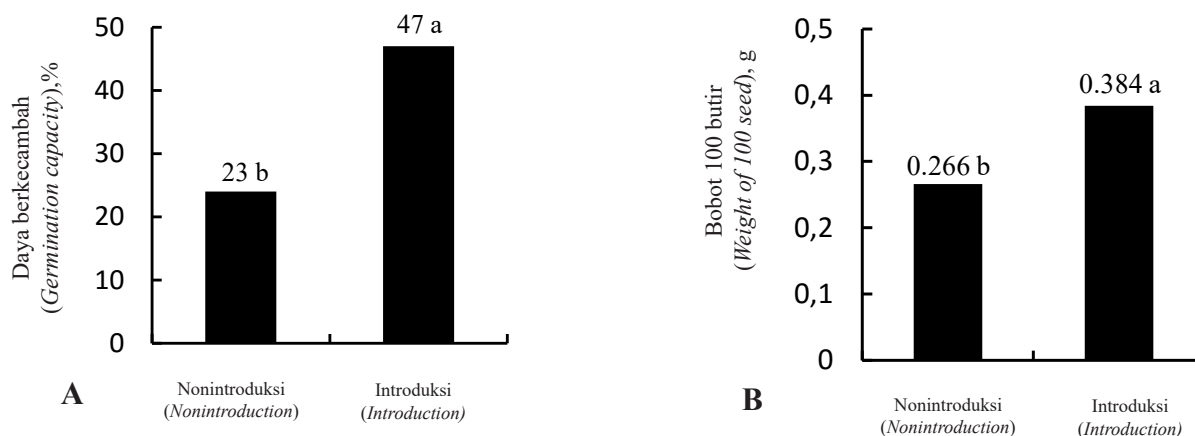 Daya berkecambah
(Germination capacity),%
50
40
30
20
10
0
23 b
47 a
Nonintroduksi
(Nonintroduction)
Introduksi
(Introduction)
A
Bobot 100 butir
(Weight of 100 seed), g
0,5
0,4
0,3
0,2
0,1
0
0.266 b
0.384 a
Nonintroduksi
(Nonintroduction)
Introduksi
(Introduction)
B